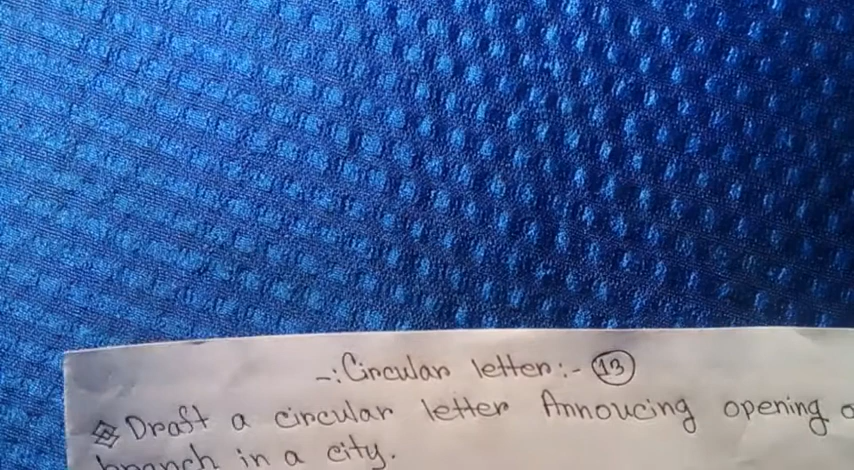 -: Circular letter:- 13
Draft a circular letter Annoucing opening
branch in a city.